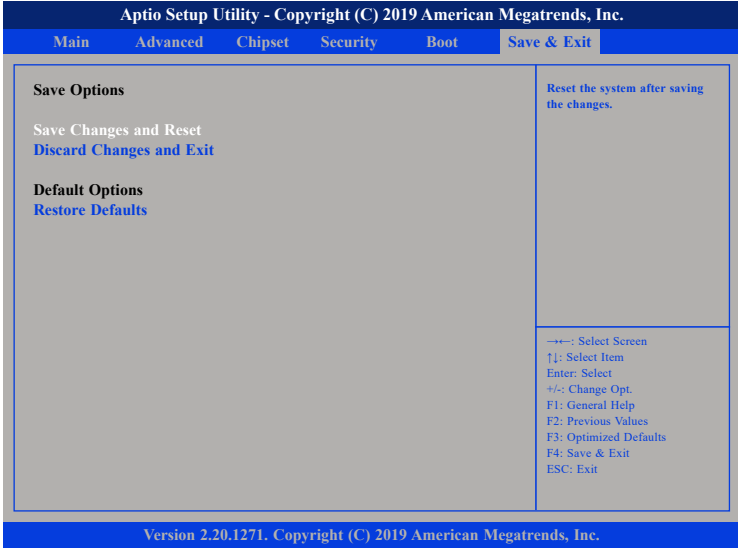 Aptio Setup Utility - Copyright (C) 2019 American Megatrends, Inc.
Main Advanced Chipset Security Boot Save & Exit
Save Options
Save Changes and Reset
Discard Changes and Exit
Default Options
Restore Defaults
Reset the system after saving
the changes.
→←: Select Screen
↑↓: Select Item
Enter: Select
+/-: Change Opt.
F1: General Help
F2: Previous Values
F3: Optimized Defaults
F4: Save & Exit
ESC: Exit
Version 2.20.1271. Copyright (C) 2019 American Megatrends, Inc.